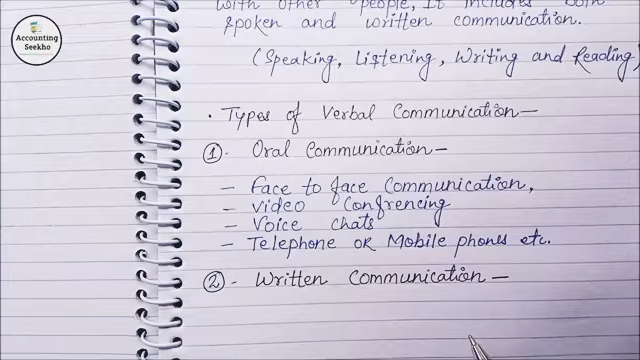 Accounting
Seekho
with other people, It includes both
spoken and written communication.
(Speaking, Listening, Writing and Reading,
• Types of Verbal Communication—
①. Oral Communication—
— Face to face Communication,
— Video Confrencing
— Voice chats
— Telephone OR Mobile phones etc.
②. Written Communication—